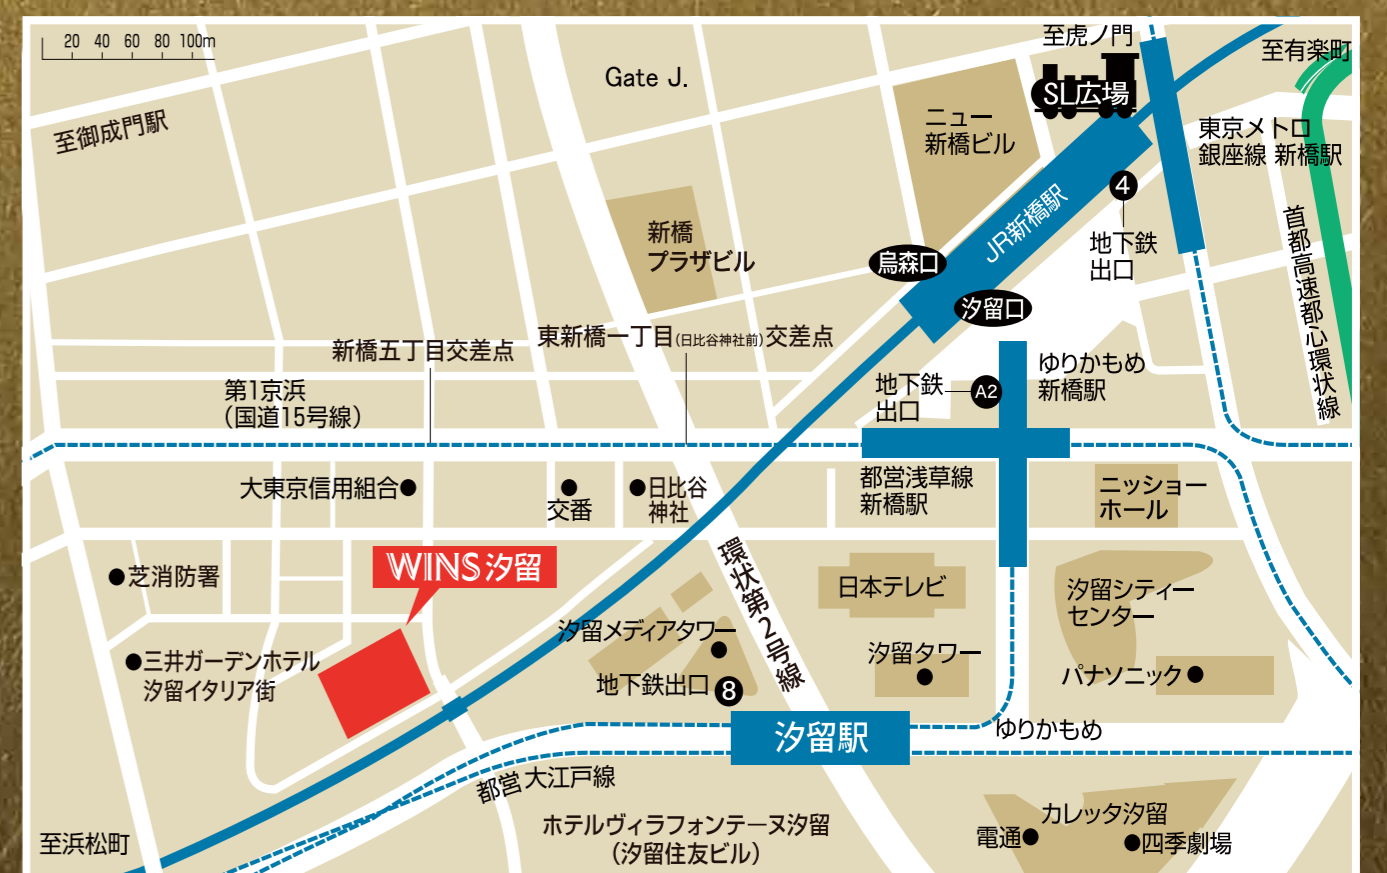 20 40 60 80 100m
Gate J.
至虎ノ門
至有楽町
SL広場
至御成門駅
ニュー
新橋ビル
東京メトロ
銀座線 新橋駅
4
地下鉄
出口
JR新橋駅
首都高速都心環状線
新橋
プラザビル
烏森口
汐留口
新橋五丁目交差点
東新橋一丁目(日比谷神社前)交差点
ゆりかもめ
新橋駅
地下鉄
出口
A2
第1京浜
(国道15号線)
大東京信用組合
交番
日比谷
神社
都営浅草線
新橋駅
ニッショー
ホール
芝消防署
WINS汐留
環状第2号線
日本テレビ
汐留シティー
センター
汐留メディアタワー
汐留タワー
三井ガーデンホテル
汐留イタリア街
地下鉄出口
8
パナソニック
汐留駅
ゆりかもめ
都営大江戸線
至浜松町
ホテルヴィラフォンテーヌ汐留
(汐留住友ビル)
カレッタ汐留
電通
四季劇場